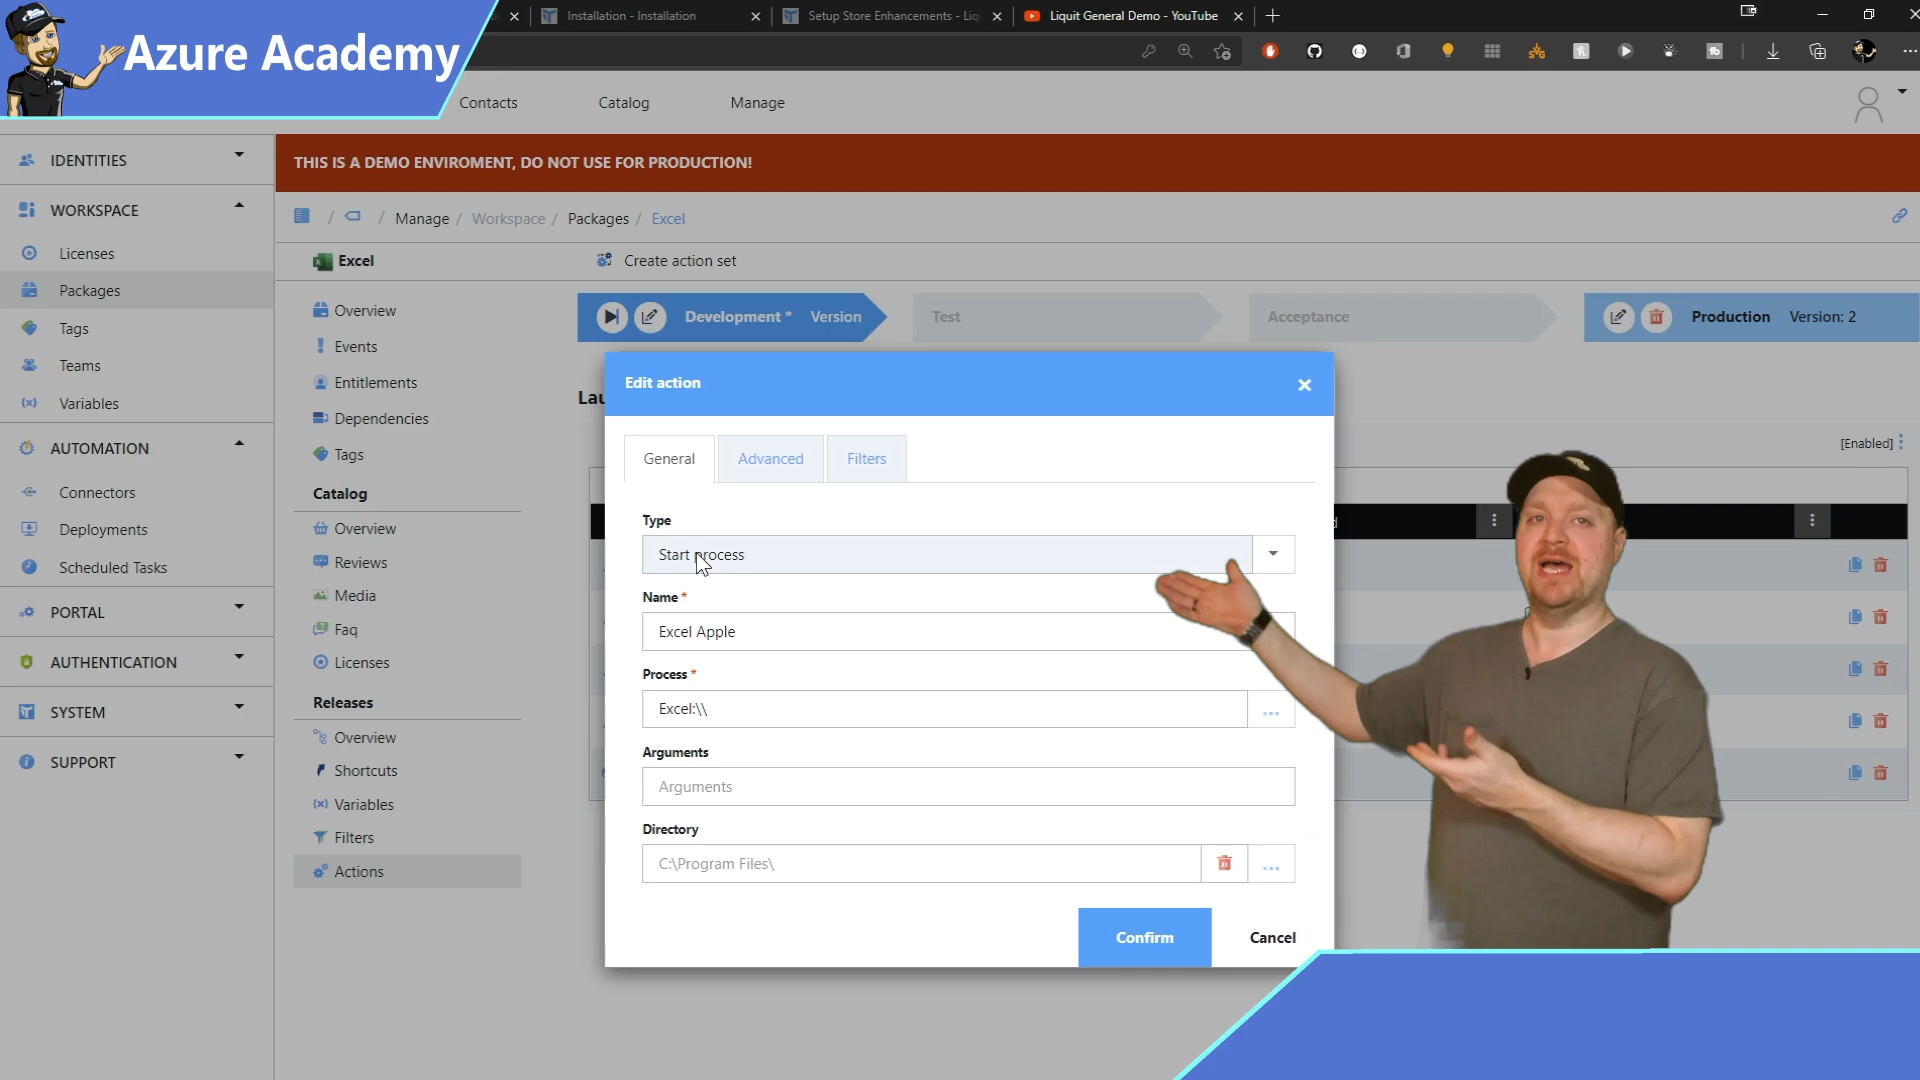 Installation - Installation
Setup Store Enhancements - Liq
Liquit General Demo - YouTube
Azure Academy
Contacts
Catalog
Manage
IDENTITIES
THIS IS A DEMO ENVIROMENT, DO NOT USE FOR PRODUCTION!
WORKSPACE
Manage / Workspace / Packages / Excel
Licenses
Excel
Create action set
Packages
Overview
Development * Version
Test
Acceptance
Production Version: 2
Tags
Events
Teams
Entitlements
Edit action
Variables
Dependencies
Lau
AUTOMATION
Tags
General
Advanced
Filters
[Enabled]
Connectors
Catalog
Type
Deployments
Overview
Start process
Scheduled Tasks
Reviews
Media
Name *
PORTAL
Faq
Excel Apple
AUTHENTICATION
Licenses
Process *
SYSTEM
Releases
Excel:\\
Overview
Arguments
SUPPORT
Shortcuts
Arguments
Variables
Directory
Filters
C:\Program Files\
Actions
Confirm
Cancel